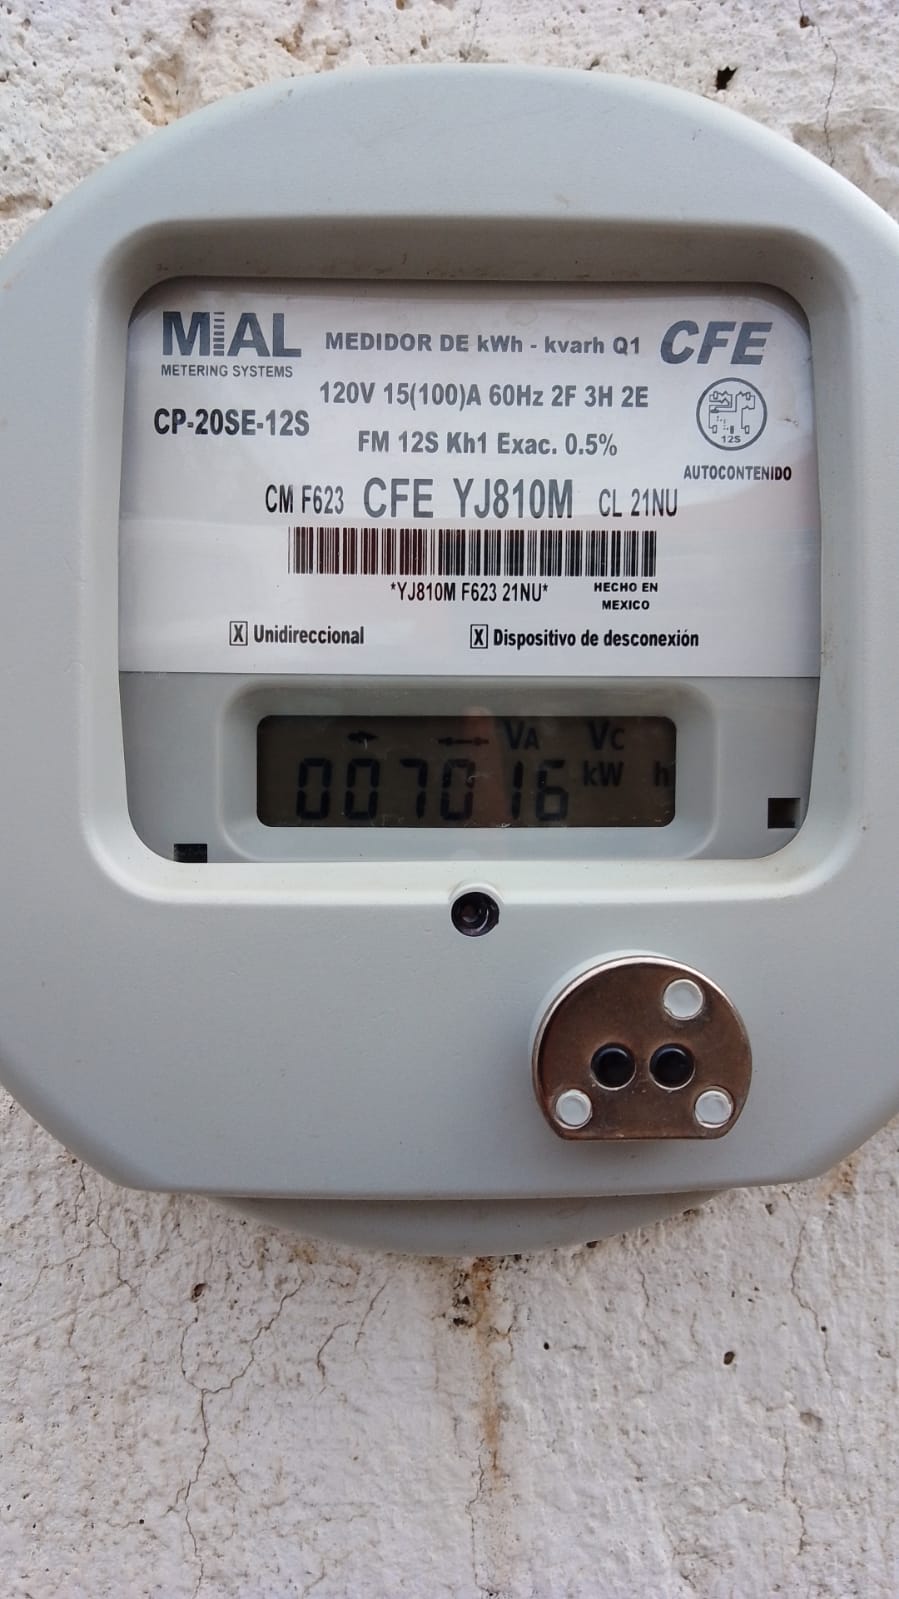 MIAL
METERING SYSTEMS
MEDIDOR DE kWh - kvarh Q1
CFE
120V 15(100)A 60Hz 2F 3H 2E
CP-20SE-12S
FM 12S Kh1 Exac. 0.5%
12S
AUTOCONTENIDO
CM F623 CFE YJ810M CL 21NU
*YJ810M F623 21NU*
HECHO EN
MEXICO
X Unidireccional
X Dispositivo de desconexión
VA VC
007016 kW h